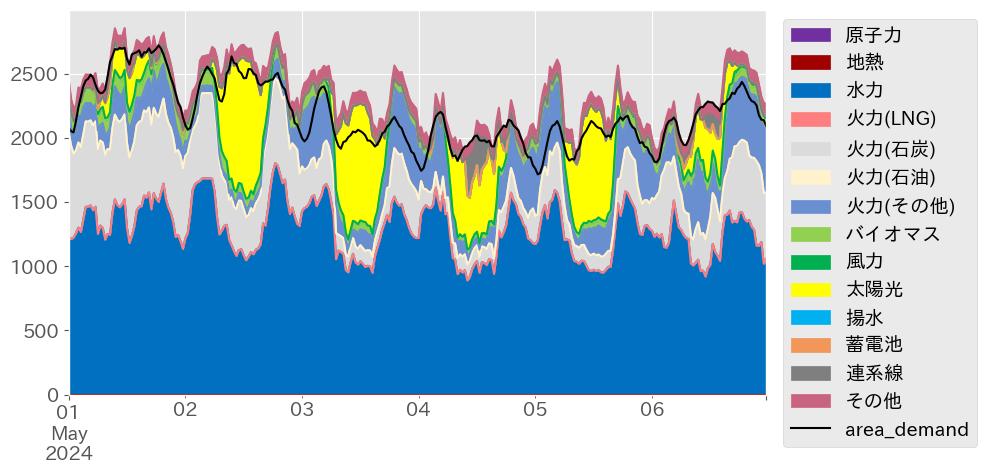 2500
2000
1500
1000
500
0
01
May
2024
02
03
04
05
06
原子力
地熱
水力
火力(LNG)
火力(石炭)
火力(石油)
火力(その他)
バイオマス
風力
太陽光
揚水
蓄電池
連系線
その他
area_demand